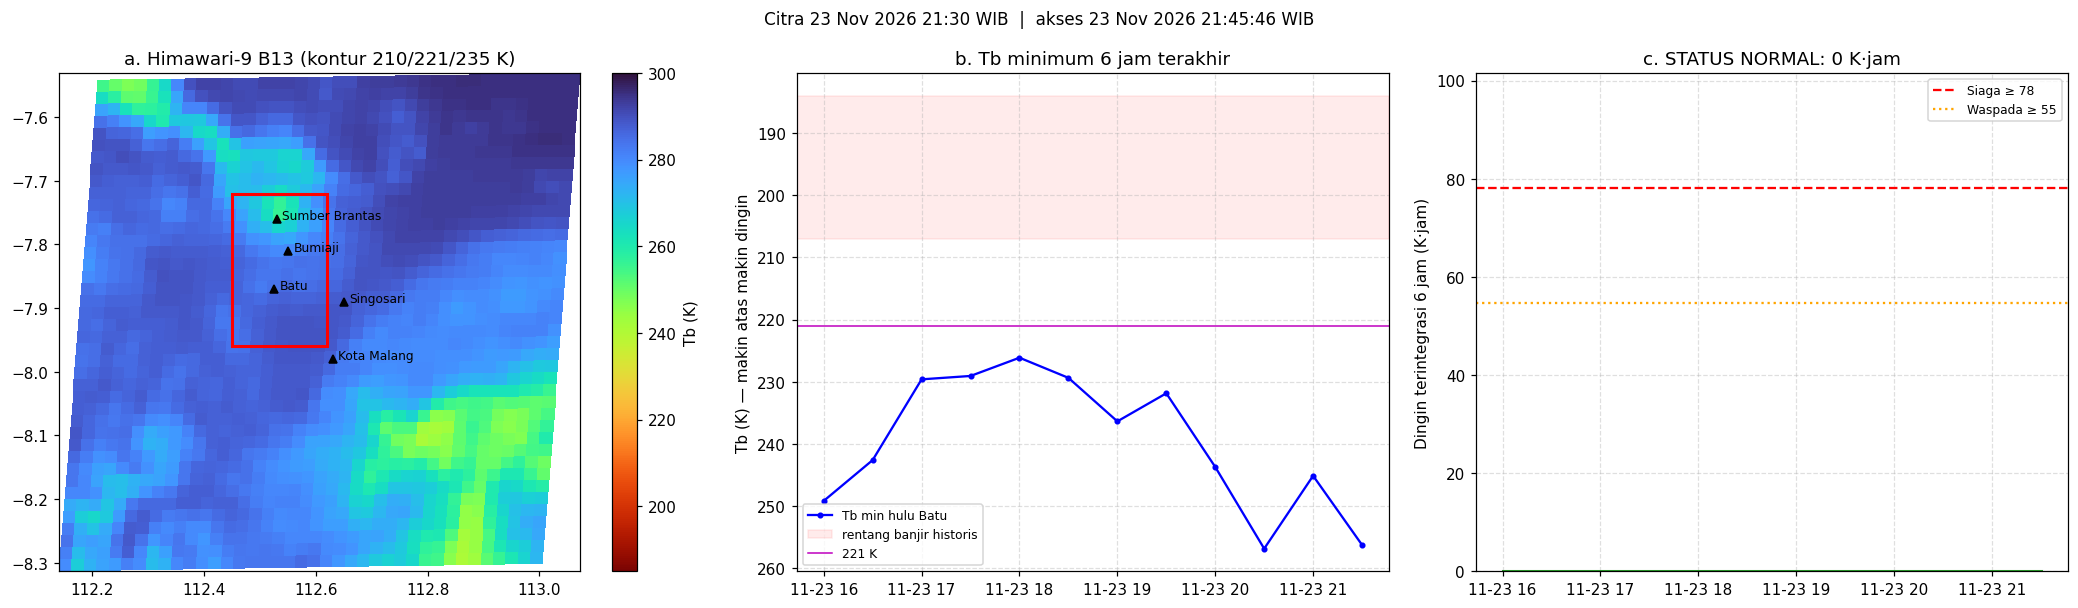 Citra 23 Nov 2026 21:30 WIB | akses 23 Nov 2026 21:45:46 WIB
a. Himawari-9 B13 (kontur 210/221/235 K)
−7.6
−7.7
−7.8
−7.9
−8.0
−8.1
−8.2
−8.3
112.2
112.4
112.6
112.8
113.0
Sumber Brantas
Bumiaji
Batu
Singosari
Kota Malang
300
280
260
240
220
200
Tb (K)
b. Tb minimum 6 jam terakhir
Tb (K) — makin atas makin dingin
190
200
210
220
230
240
250
260
11-23 16
11-23 17
11-23 18
11-23 19
11-23 20
11-23 21
Tb min hulu Batu
rentang banjir historis
221 K
c. STATUS NORMAL: 0 K·jam
Dingin terintegrasi 6 jam (K·jam)
100
80
60
40
20
0
11-23 16
11-23 17
11-23 18
11-23 19
11-23 20
11-23 21
Siaga ≥ 78
Waspada ≥ 55